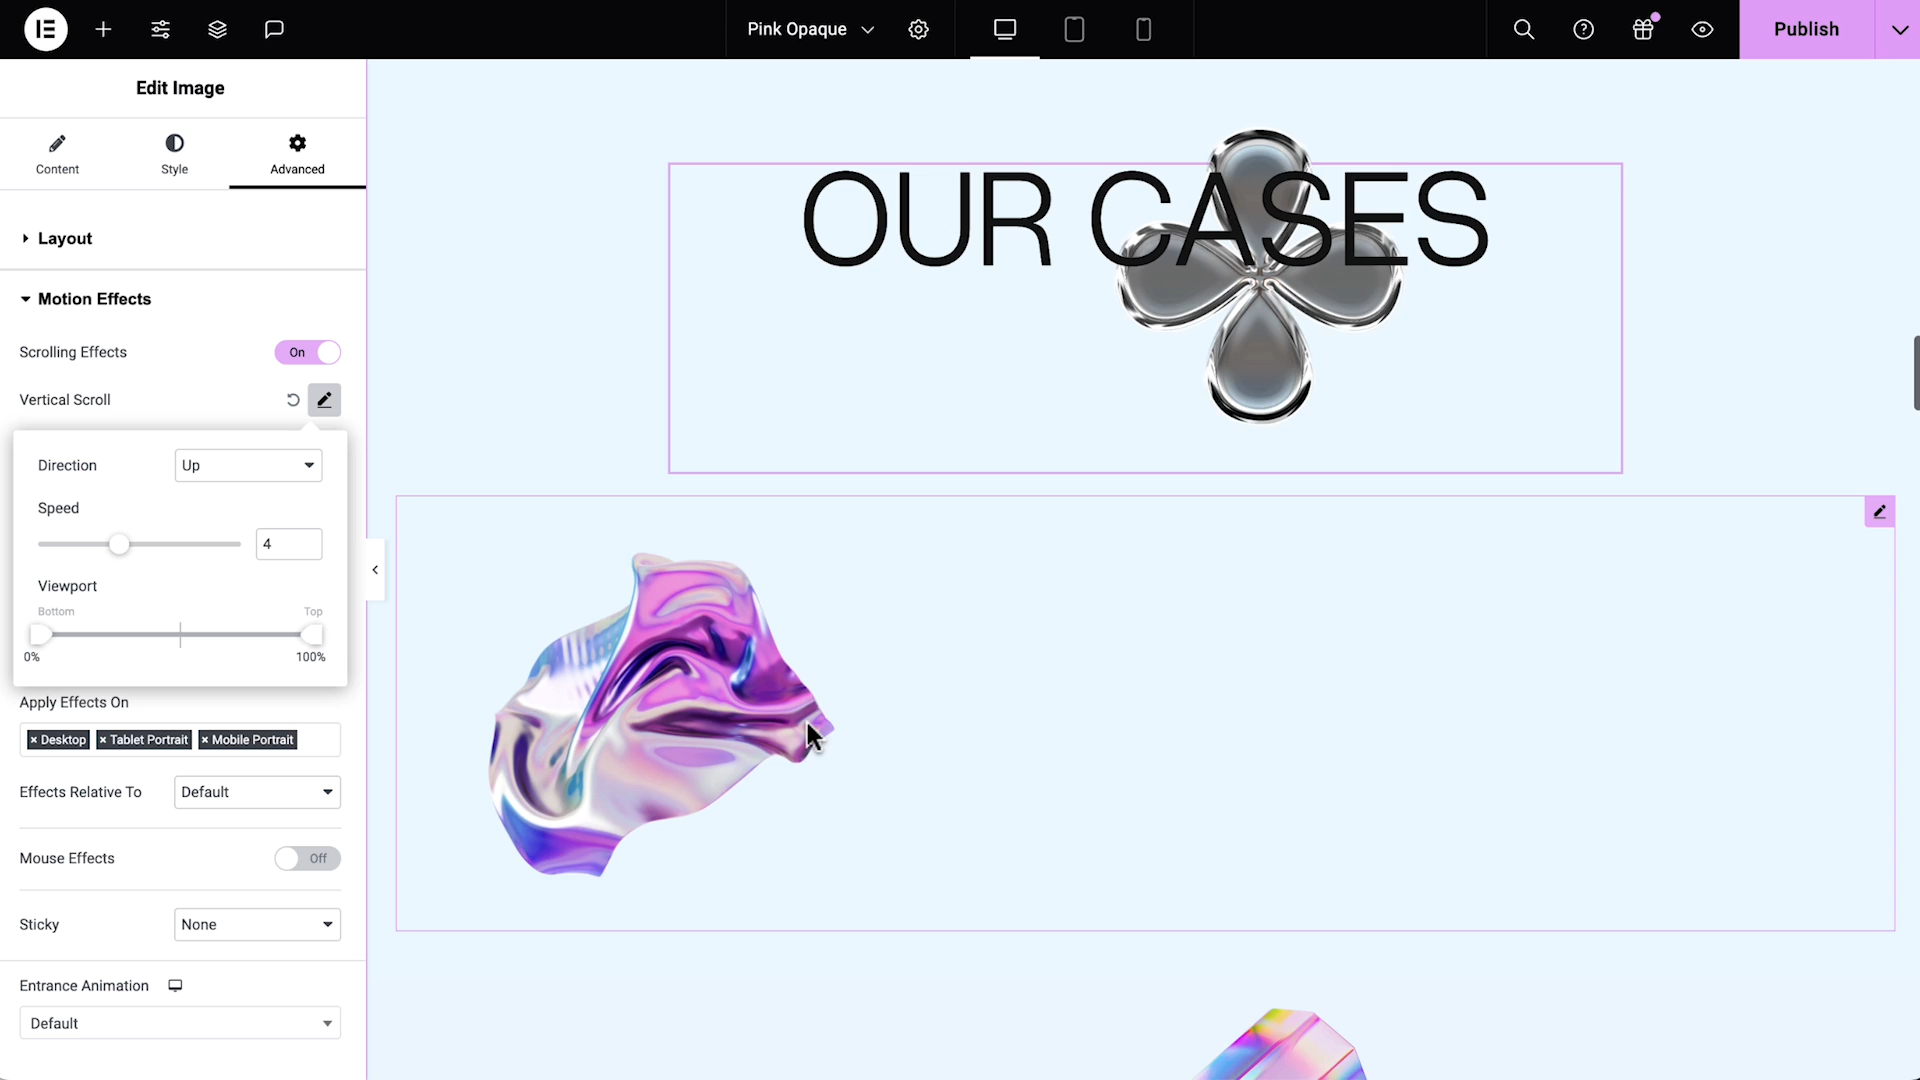 Pink Opaque
Publish
Edit Image
Content
Style
Advanced
Layout
Motion Effects
Scrolling Effects
On
Vertical Scroll
Direction
Up
Speed
4
Viewport
Bottom
Top
0%
100%
Apply Effects On
× Desktop × Tablet Portrait × Mobile Portrait
Effects Relative To
Default
Mouse Effects
Off
Sticky
None
Entrance Animation
Default
OUR CASES